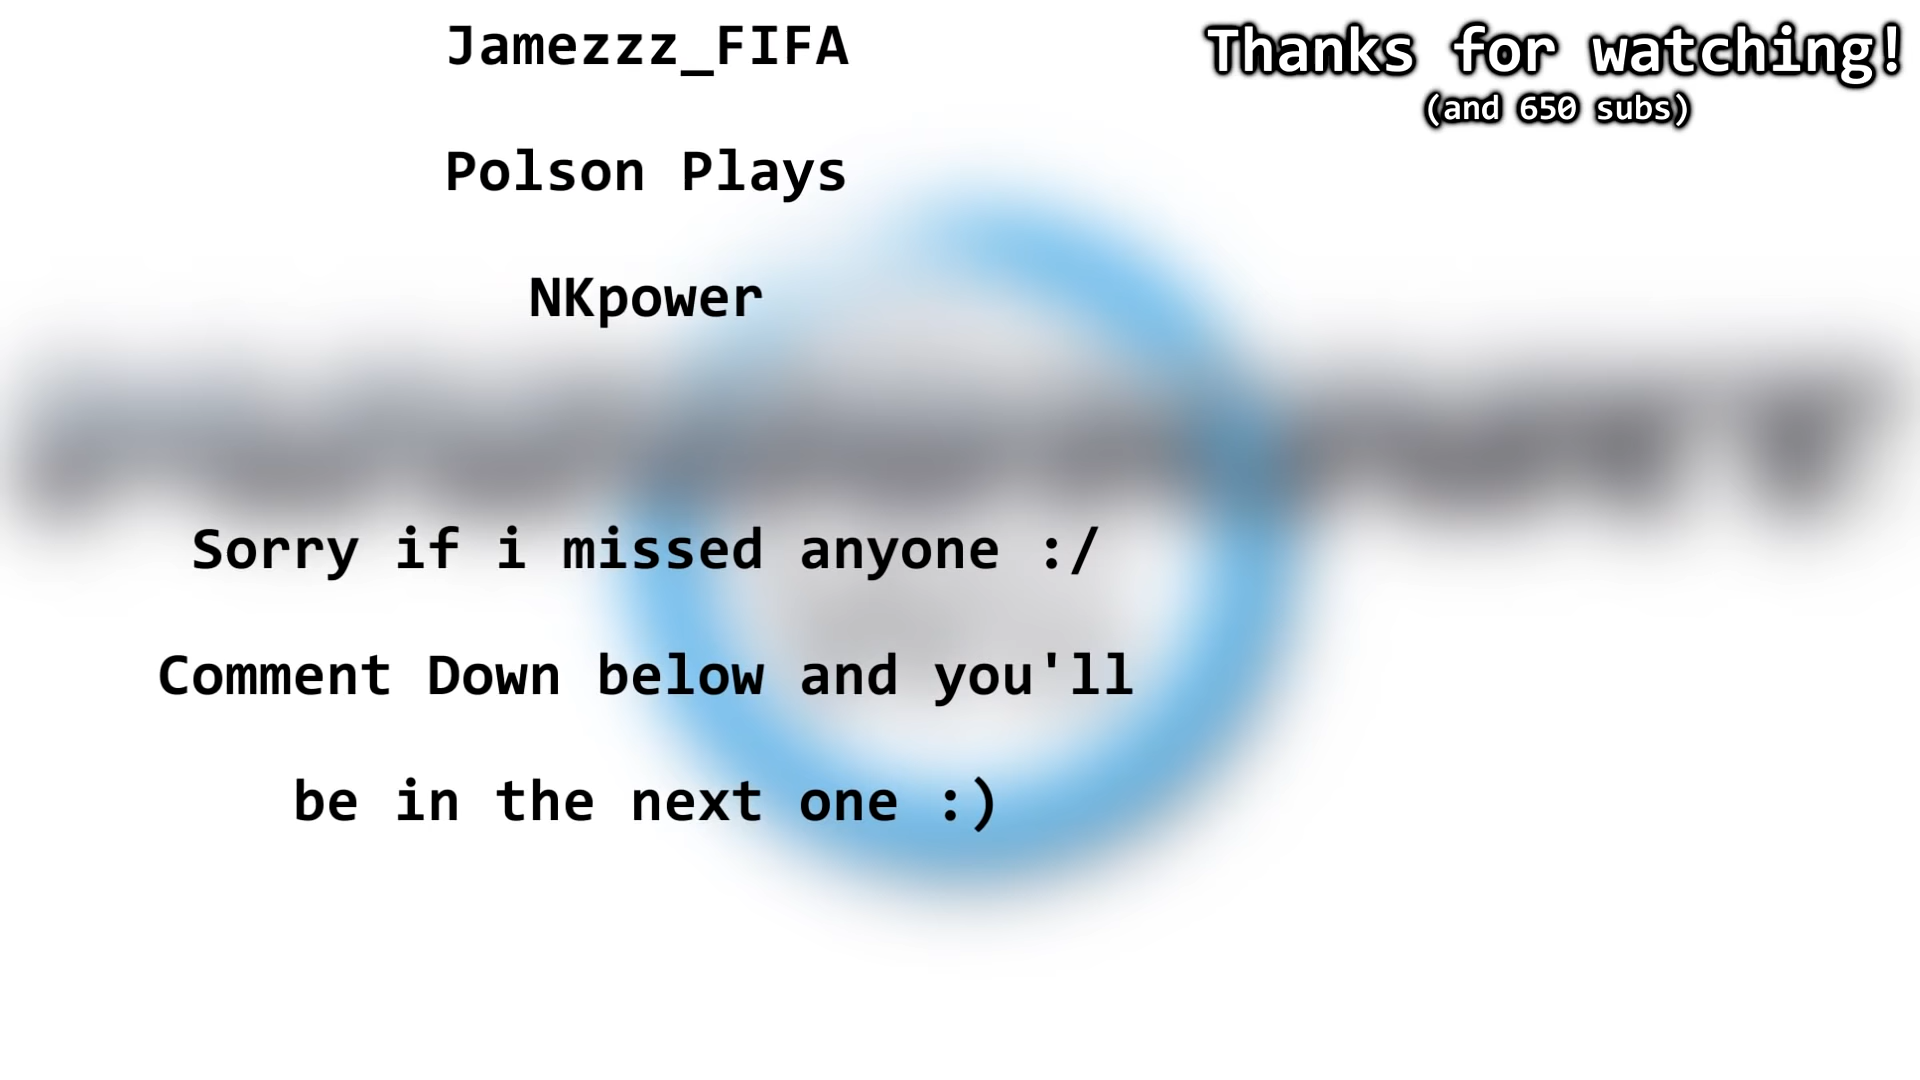 Jamezzz_FIFA
Thanks for watching!
(and 650 subs)
Polson Plays
NKpower
Sorry if i missed anyone :/
Comment Down below and you'll
be in the next one :)